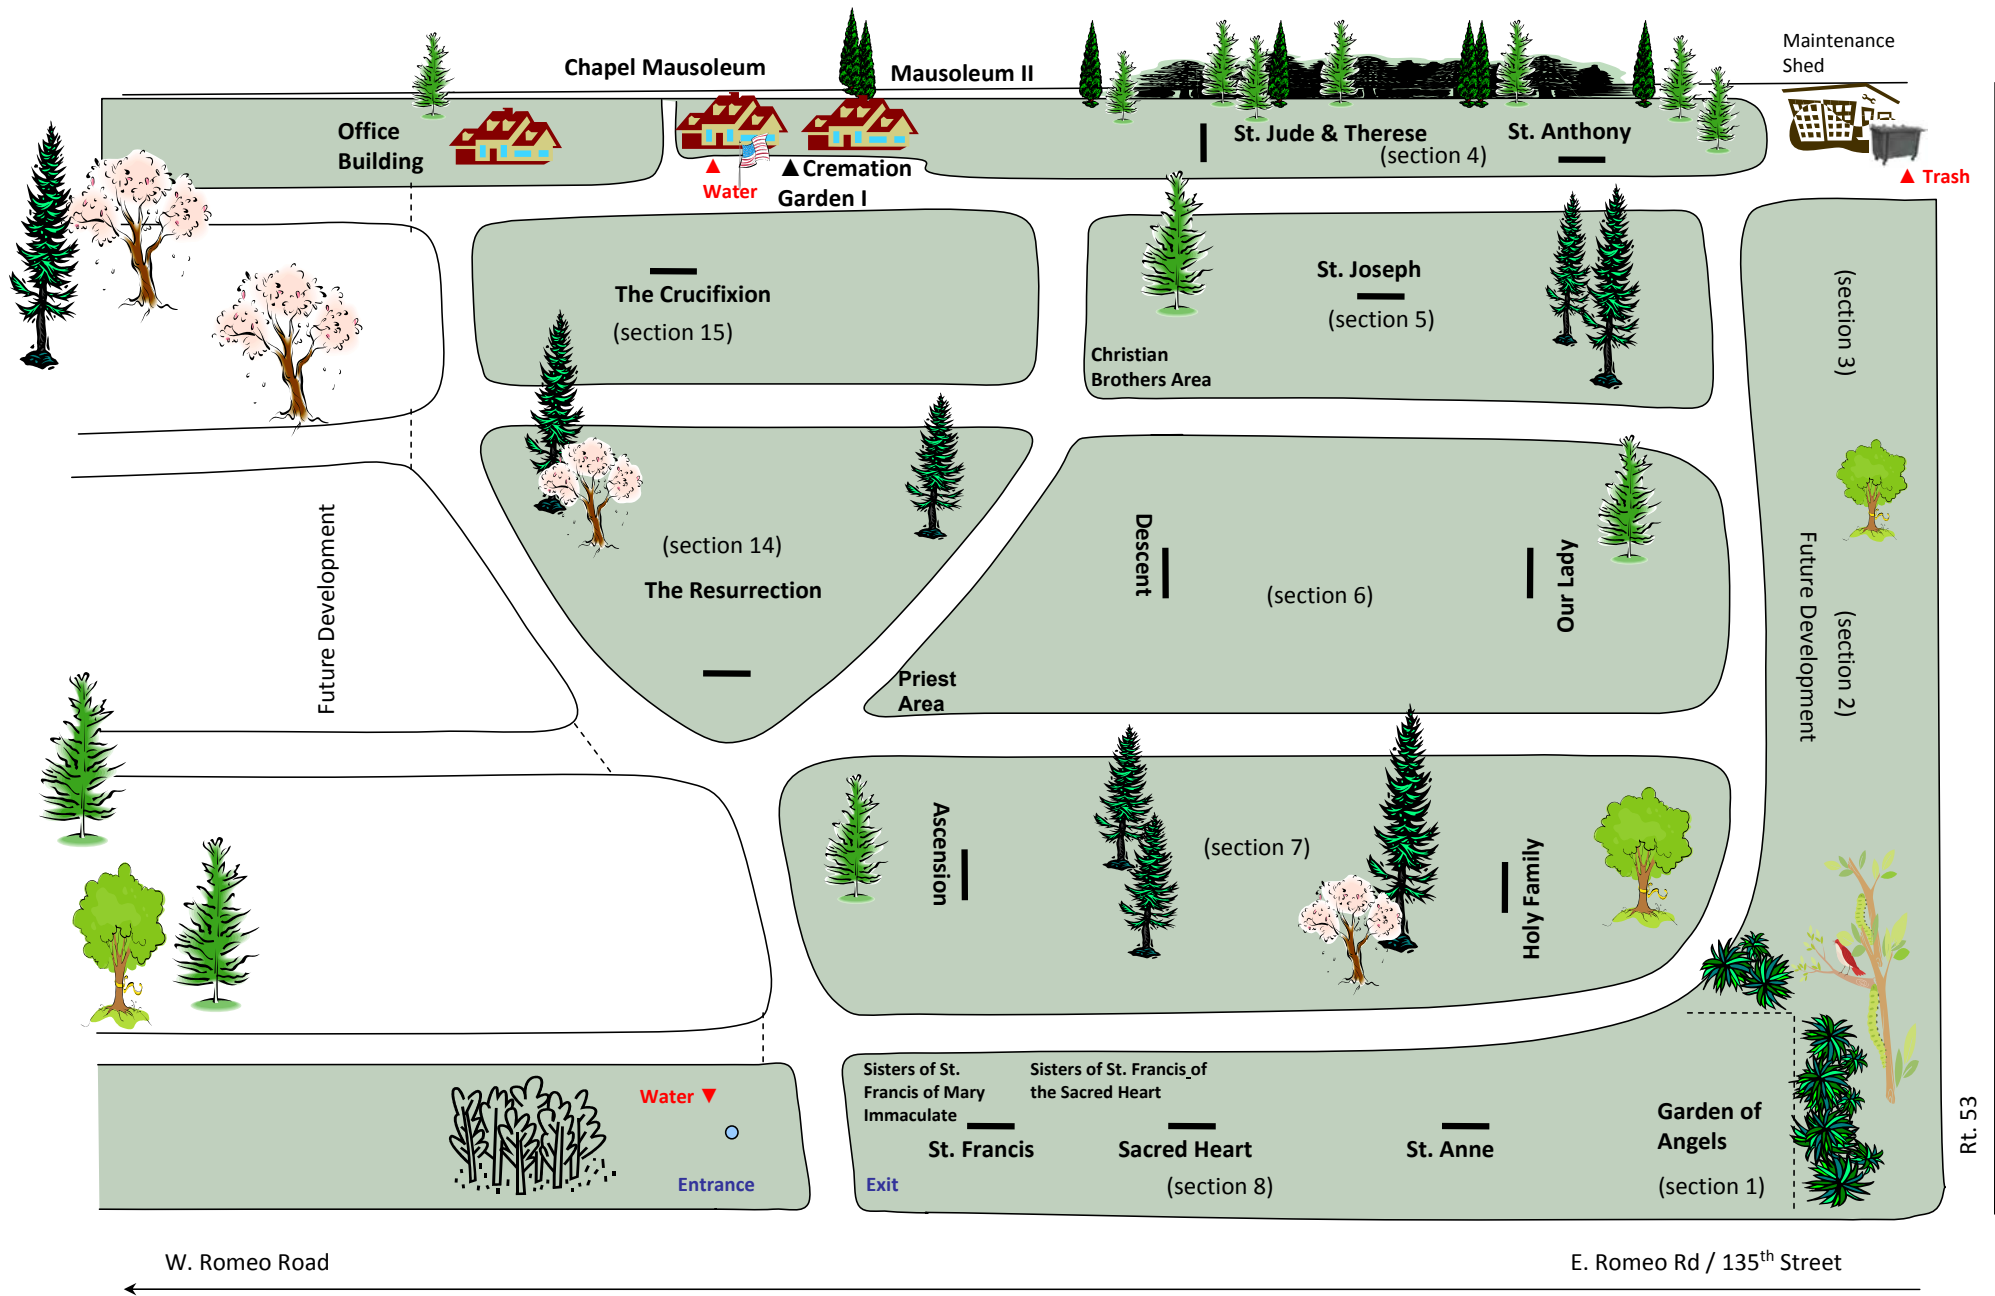 Maintenance
Shed
Chapel Mausoleum
Mausoleum II
Office
Building
St. Jude & Therese
(section 4)
St. Anthony
▲ Trash
▲
Water
▲ Cremation
Garden I
The Crucifixion
(section 15)
St. Joseph
(section 5)
Christian
Brothers Area
(section 3)
Future Development
(section 14)
The Resurrection
Descent
(section 6)
Our Lady
Priest
Area
Future Development
(section 2)
Ascension
(section 7)
Holy Family
Water ▼
Entrance
Sisters of St.
Francis of Mary
Immaculate
Sisters of St. Francis of
the Sacred Heart
St. Francis
Sacred Heart
(section 8)
St. Anne
Garden of
Angels
(section 1)
Exit
Rt. 53
W. Romeo Road
E. Romeo Rd / 135th Street